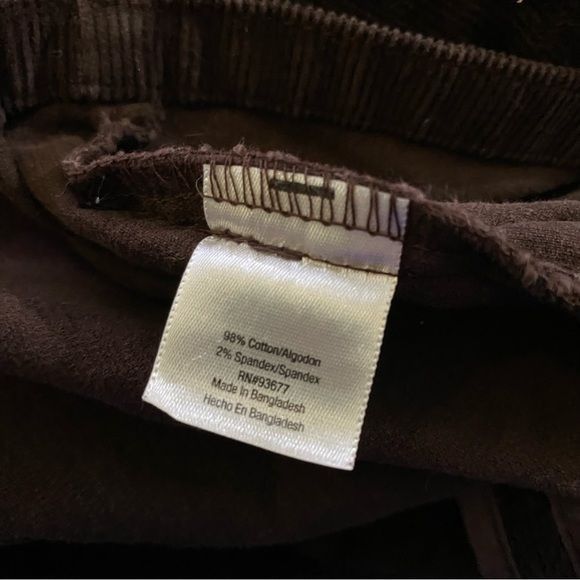 98% Cotton/Algodon
2% Spandex/Spandex
RN#93677
Made In Bangladesh
Hecho En Bangladesh